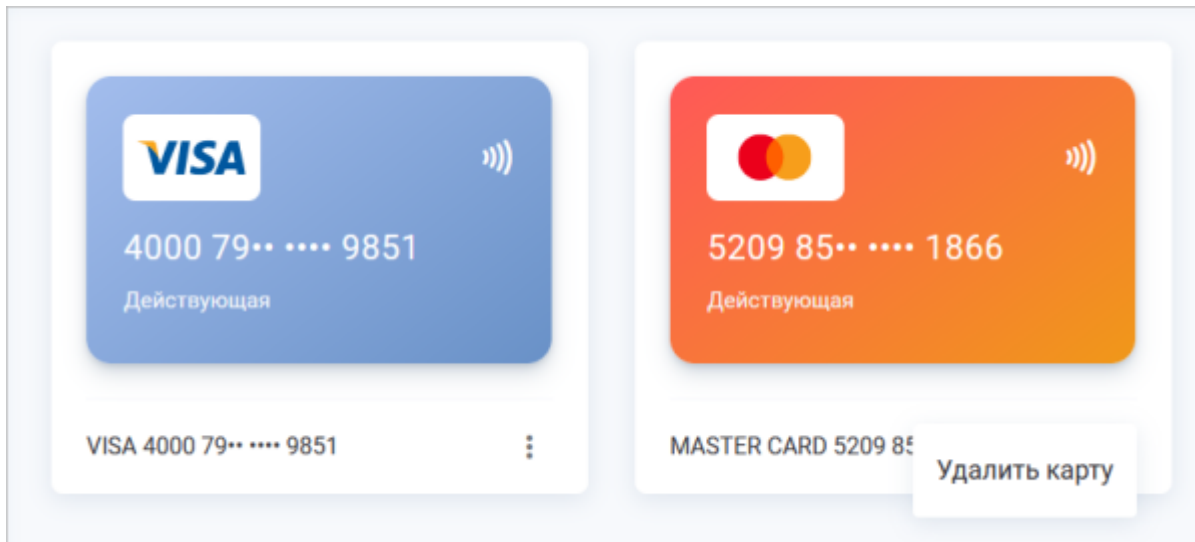 VISA
4000 79•• •••• 9851
Действующая
VISA 4000 79•• •••• 9851
5209 85•• •••• 1866
Действующая
MASTER CARD 5209 85
Удалить карту